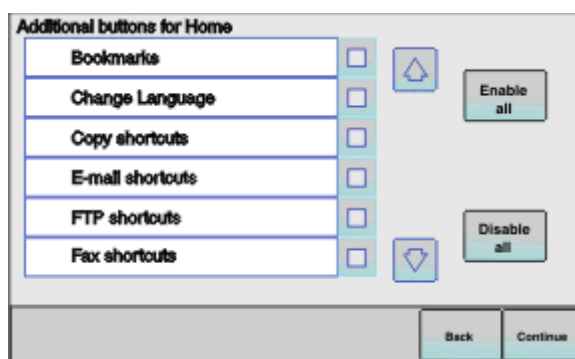 Additional buttons for Home
Bookmarks
Change Language
Copy shortcuts
E-mail shortcuts
FTP shortcuts
Fax shortcuts
Enable
all
Disable
all
Back
Continue